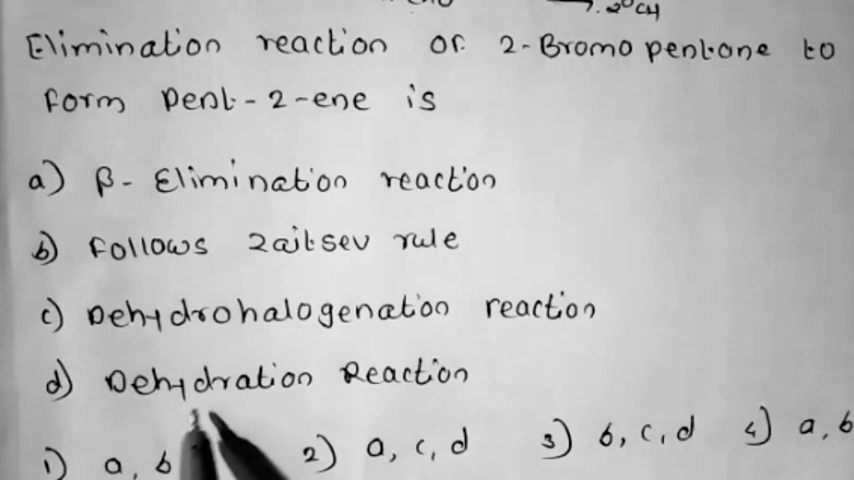 Elimination reaction of 2-Bromo pentane to
form pent-2-ene is
a) β-Elimination reaction
b) follows Zaitsev rule
c) Dehydrohalogenation reaction
d) Dehydration Reaction
1) a, b 2) a, c, d 3) b, c, d 4) a, b